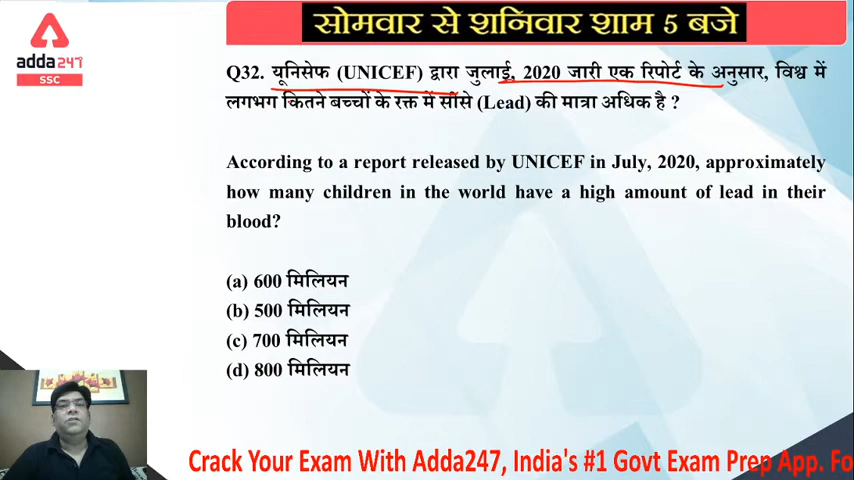 सोमवार से शनिवार शाम 5 बजे
adda247
SSC
Q32. यूनिसेफ (UNICEF) द्वारा जुलाई, 2020 जारी एक रिपोर्ट के अनुसार, विश्व में
लगभग कितने बच्चों के रक्त में सीसे (Lead) की मात्रा अधिक है ?
According to a report released by UNICEF in July, 2020, approximately
how many children in the world have a high amount of lead in their
blood?
(a) 600 मिलियन
(b) 500 मिलियन
(c) 700 मिलियन
(d) 800 मिलियन
Crack Your Exam With Adda247, India's #1 Govt Exam Prep App. Fo